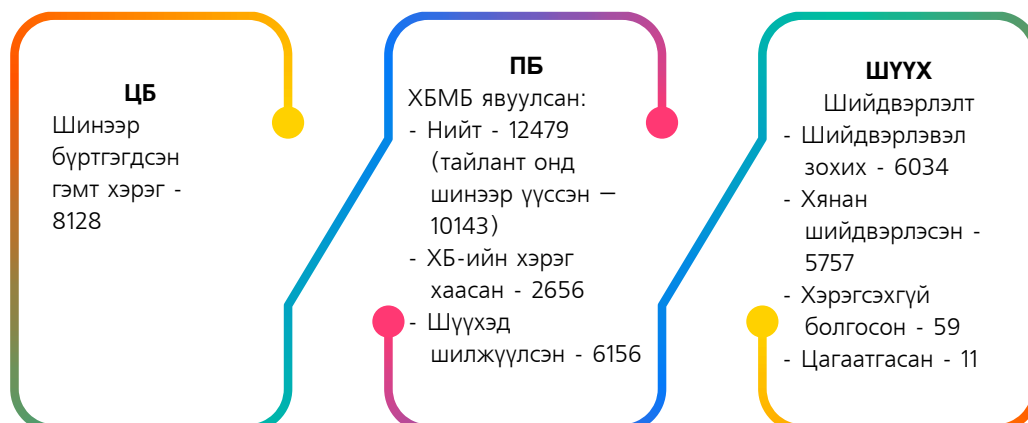 ЦБ
Шинээр
бүртгэгдсэн
гэмт хэрэг -
8128
ПБ
ХБМБ явуулсан:
- Нийт - 12479
(тайлант онд
шинээр үүссэн –
10143)
- ХБ-ийн хэрэг
хаасан - 2656
- Шүүхэд
шилжүүлсэн - 6156
ШҮҮХ
Шийдвэрлэлт
- Шийдвэрлэвэл
зохих - 6034
- Хянан
шийдвэрлэсэн -
5757
- Хэрэгсэхгүй
болгосон - 59
- Цагаатгасан - 11